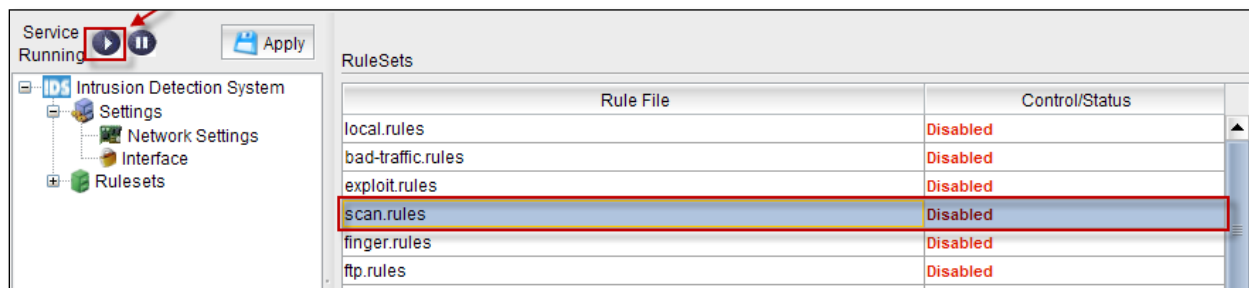 Service
Running
Apply
IDS Intrusion Detection System
Settings
Network Settings
Interface
Rulesets
RuleSets
Rule File Control/Status
local.rules Disabled
bad-traffic.rules Disabled
exploit.rules Disabled
scan.rules Disabled
finger.rules Disabled
ftp.rules Disabled